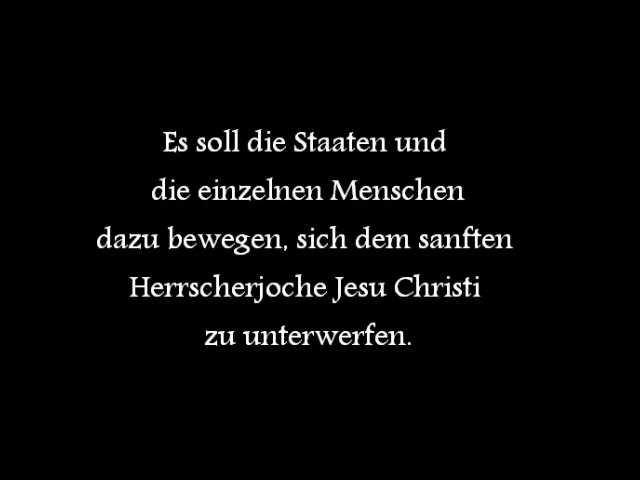 Es soll die Staaten und
die einzelnen Menschen
dazu bewegen, sich dem sanften
Herrscherjoche Jesu Christi
zu unterwerfen.